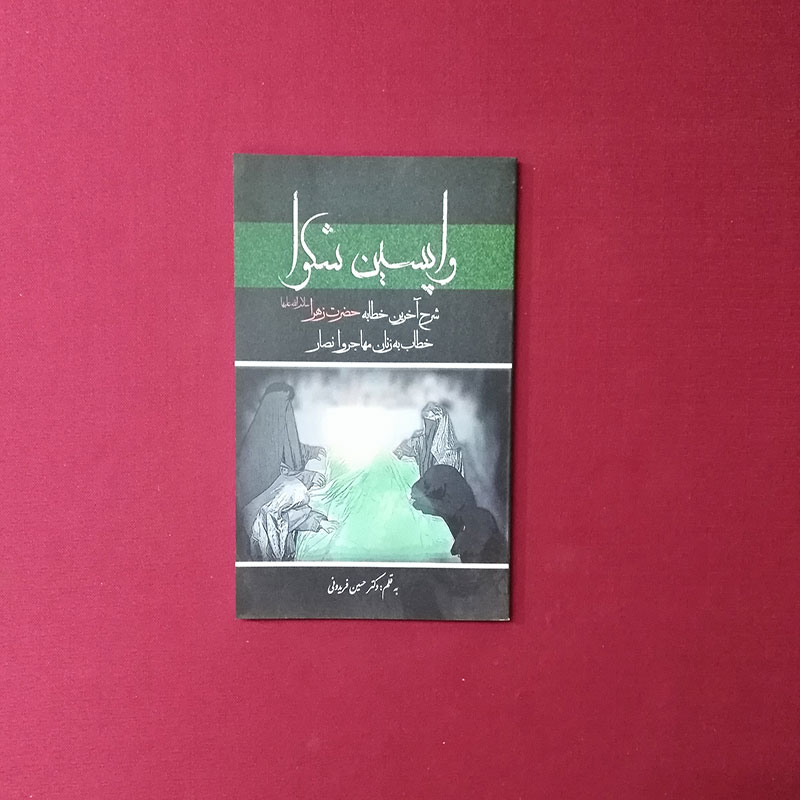 واپسین شکوا
شرح آخرین خطابه حضرت زهرا سلام الله علیها
خطاب به زنان مهاجر و انصار
به قلم: دکتر حسین فریدونی